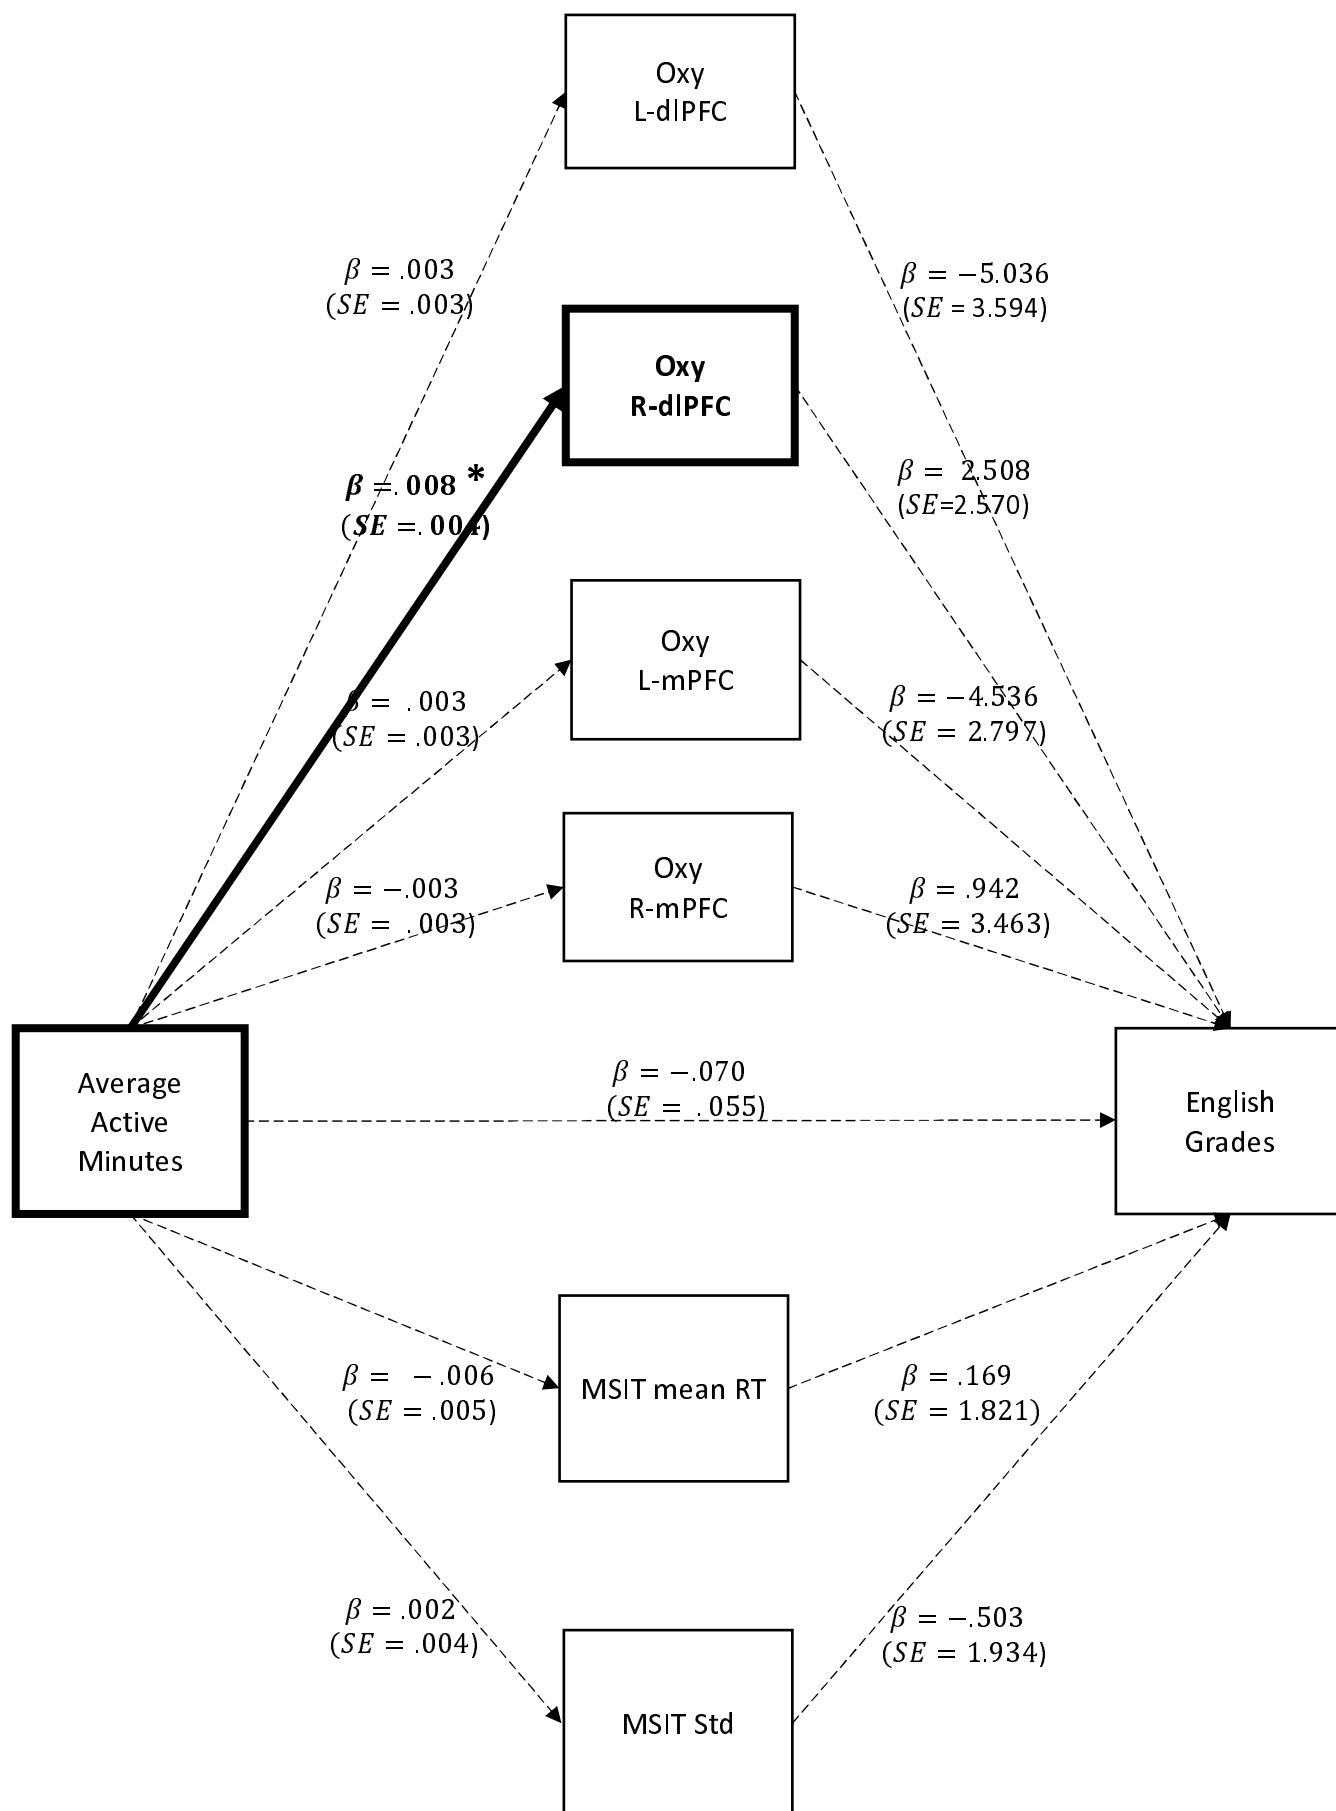 Oxy
L-dlPFC
β = .003
(SE = .003)
β = −5.036
(SE = 3.594)
Oxy
R-dlPFC
β =. 008 *
(SE =. 004)
β = 2.508
(SE=2.570)
Oxy
L-mPFC
β = .003
(SE = .003)
β = −4.536
(SE = 2.797)
Oxy
R-mPFC
β = −.003
(SE = .003)
β = .942
(SE = 3.463)
Average
Active
Minutes
β = −.070
(SE = .055)
English
Grades
β = −.006
(SE = .005)
MSIT mean RT
β = .169
(SE = 1.821)
β = .002
(SE = .004)
β = −.503
(SE = 1.934)
MSIT Std